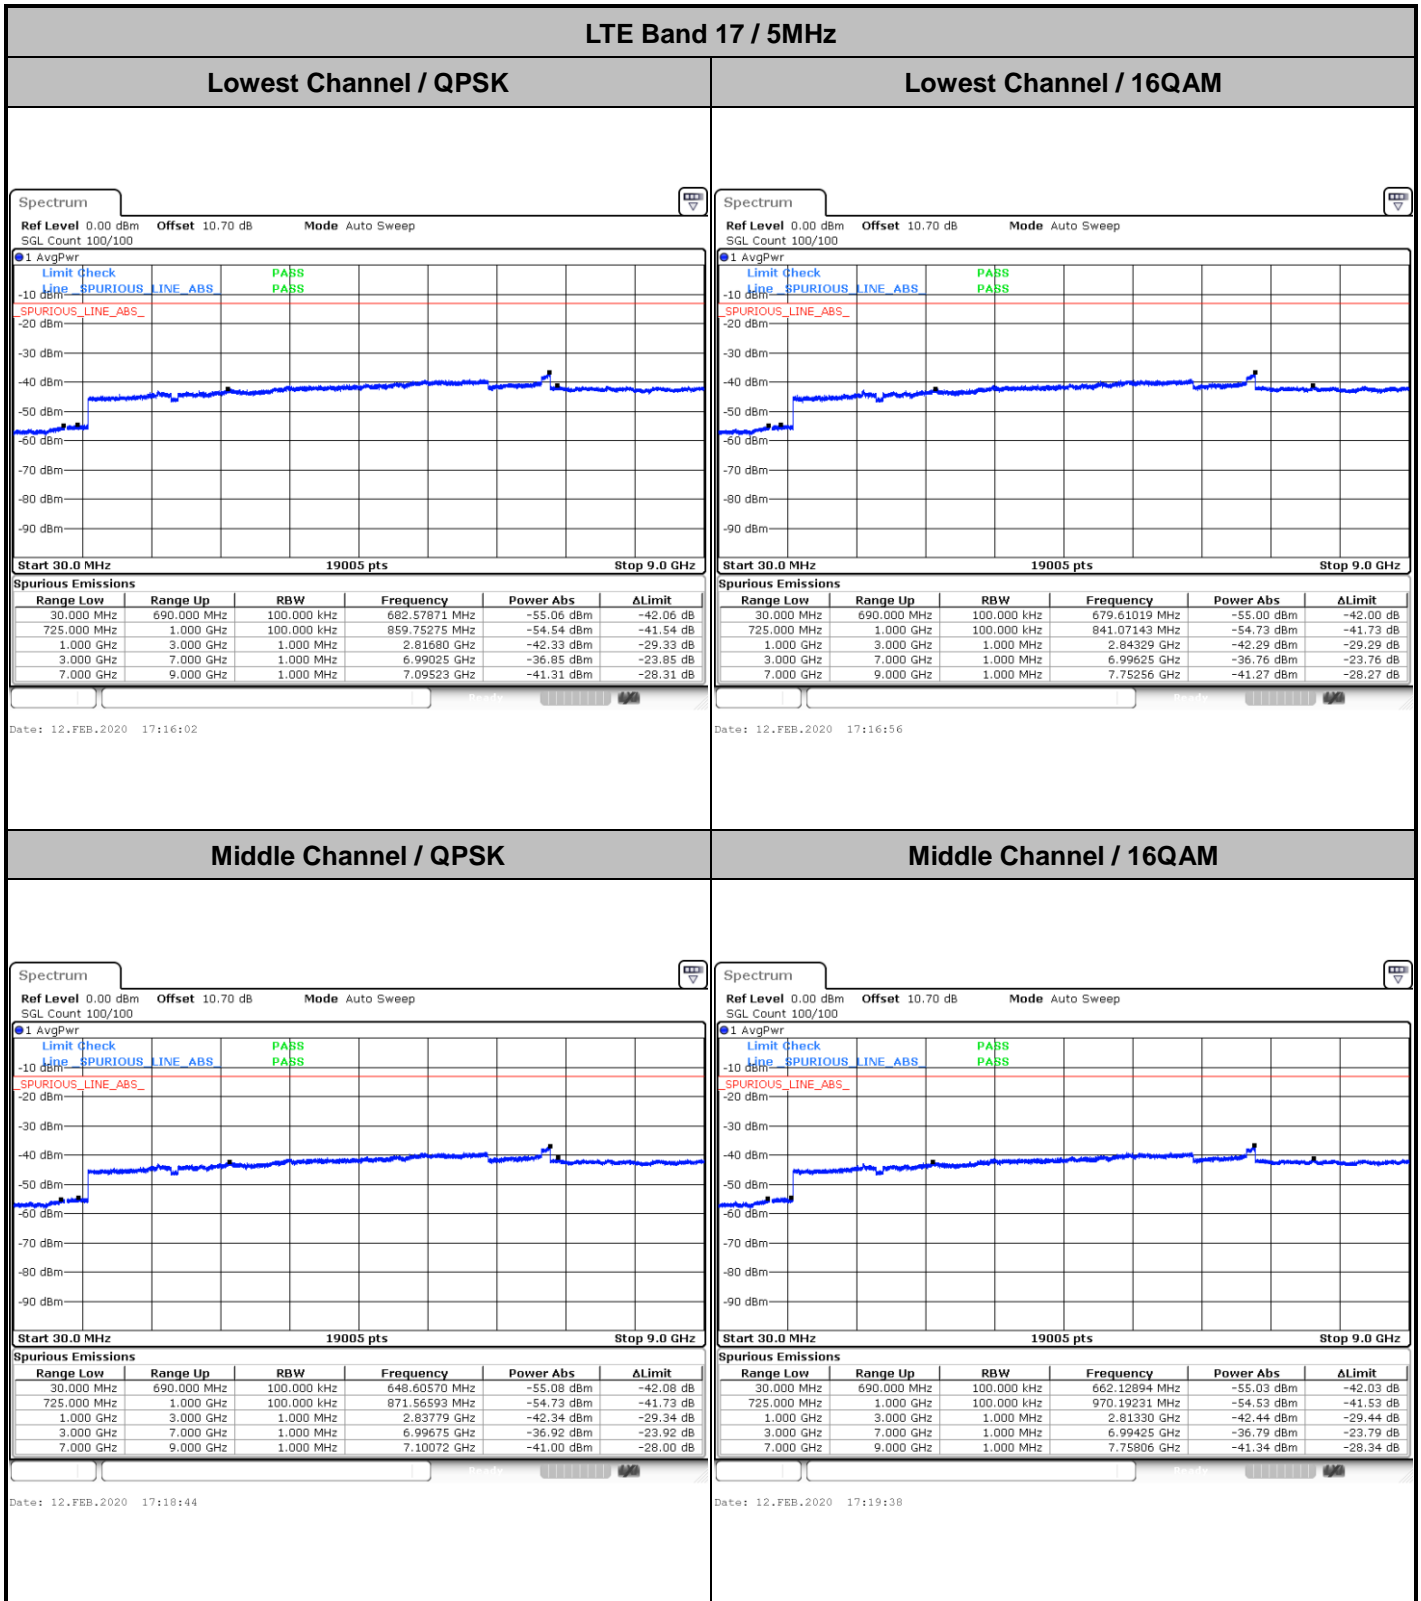 LTE Band 17 / 5MHz
Lowest Channel / QPSK
Lowest Channel / 16QAM
Spectrum
Ref Level 0.00 dBm Offset 10.70 dB Mode Auto Sweep
SGL Count 100/100
1 AvgPwr
Limit Check PASS
Line _SPURIOUS_LINE_ABS_ PASS
-10 dBm
_SPURIOUS_LINE_ABS_
-20 dBm
-30 dBm
-40 dBm
-50 dBm
-60 dBm
-70 dBm
-80 dBm
-90 dBm
Start 30.0 MHz 19005 pts Stop 9.0 GHz
Spurious Emissions
Range Low Range Up RBW Frequency Power Abs ΔLimit
30.000 MHz 690.000 MHz 100.000 kHz 682.57871 MHz -55.06 dBm -42.06 dB
725.000 MHz 1.000 GHz 100.000 kHz 859.75275 MHz -54.54 dBm -41.54 dB
1.000 GHz 3.000 GHz 1.000 MHz 2.81680 GHz -42.33 dBm -29.33 dB
3.000 GHz 7.000 GHz 1.000 MHz 6.99025 GHz -36.85 dBm -23.85 dB
7.000 GHz 9.000 GHz 1.000 MHz 7.09523 GHz -41.31 dBm -28.31 dB
Ready
Date: 12.FEB.2020 17:16:02
Spectrum
Ref Level 0.00 dBm Offset 10.70 dB Mode Auto Sweep
SGL Count 100/100
1 AvgPwr
Limit Check PASS
Line _SPURIOUS_LINE_ABS_ PASS
-10 dBm
_SPURIOUS_LINE_ABS_
-20 dBm
-30 dBm
-40 dBm
-50 dBm
-60 dBm
-70 dBm
-80 dBm
-90 dBm
Start 30.0 MHz 19005 pts Stop 9.0 GHz
Spurious Emissions
Range Low Range Up RBW Frequency Power Abs ΔLimit
30.000 MHz 690.000 MHz 100.000 kHz 679.61019 MHz -55.00 dBm -42.00 dB
725.000 MHz 1.000 GHz 100.000 kHz 841.07143 MHz -54.73 dBm -41.73 dB
1.000 GHz 3.000 GHz 1.000 MHz 2.84329 GHz -42.29 dBm -29.29 dB
3.000 GHz 7.000 GHz 1.000 MHz 6.99625 GHz -36.76 dBm -23.76 dB
7.000 GHz 9.000 GHz 1.000 MHz 7.75256 GHz -41.27 dBm -28.27 dB
Ready
Date: 12.FEB.2020 17:16:56
Middle Channel / QPSK
Middle Channel / 16QAM
Spectrum
Ref Level 0.00 dBm Offset 10.70 dB Mode Auto Sweep
SGL Count 100/100
1 AvgPwr
Limit Check PASS
Line _SPURIOUS_LINE_ABS_ PASS
-10 dBm
_SPURIOUS_LINE_ABS_
-20 dBm
-30 dBm
-40 dBm
-50 dBm
-60 dBm
-70 dBm
-80 dBm
-90 dBm
Start 30.0 MHz 19005 pts Stop 9.0 GHz
Spurious Emissions
Range Low Range Up RBW Frequency Power Abs ΔLimit
30.000 MHz 690.000 MHz 100.000 kHz 648.60570 MHz -55.08 dBm -42.08 dB
725.000 MHz 1.000 GHz 100.000 kHz 871.56593 MHz -54.73 dBm -41.73 dB
1.000 GHz 3.000 GHz 1.000 MHz 2.83779 GHz -42.34 dBm -29.34 dB
3.000 GHz 7.000 GHz 1.000 MHz 6.99675 GHz -36.92 dBm -23.92 dB
7.000 GHz 9.000 GHz 1.000 MHz 7.10072 GHz -41.00 dBm -28.00 dB
Ready
Date: 12.FEB.2020 17:18:44
Spectrum
Ref Level 0.00 dBm Offset 10.70 dB Mode Auto Sweep
SGL Count 100/100
1 AvgPwr
Limit Check PASS
Line _SPURIOUS_LINE_ABS_ PASS
-10 dBm
_SPURIOUS_LINE_ABS_
-20 dBm
-30 dBm
-40 dBm
-50 dBm
-60 dBm
-70 dBm
-80 dBm
-90 dBm
Start 30.0 MHz 19005 pts Stop 9.0 GHz
Spurious Emissions
Range Low Range Up RBW Frequency Power Abs ΔLimit
30.000 MHz 690.000 MHz 100.000 kHz 662.12894 MHz -55.03 dBm -42.03 dB
725.000 MHz 1.000 GHz 100.000 kHz 970.19231 MHz -54.53 dBm -41.53 dB
1.000 GHz 3.000 GHz 1.000 MHz 2.81330 GHz -42.44 dBm -29.44 dB
3.000 GHz 7.000 GHz 1.000 MHz 6.99425 GHz -36.79 dBm -23.79 dB
7.000 GHz 9.000 GHz 1.000 MHz 7.75806 GHz -41.34 dBm -28.34 dB
Ready
Date: 12.FEB.2020 17:19:38